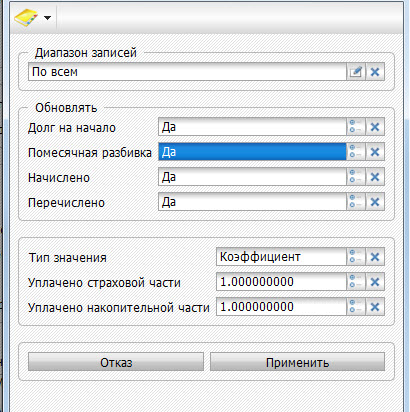 Диапазон записей
По всем
Обновлять
Долг на начало Да
Помесячная разбивка Да
Начислено Да
Перечислено Да
Тип значения Коэффициент
Уплачено страховой части 1.000000000
Уплачено накопительной части 1.000000000
Отказ Применить